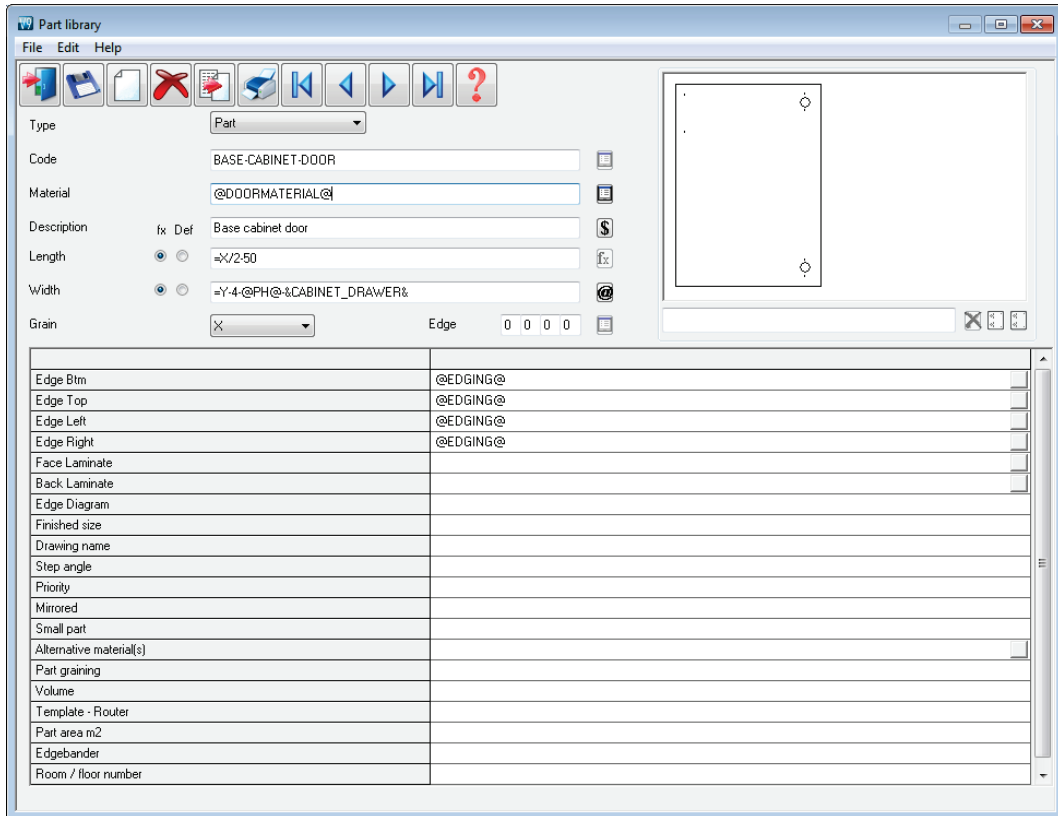 Part library
File Edit Help
Type Part
Code BASE-CABINET-DOOR
Material @DOORMATERIAL@
Description fx Def Base cabinet door $
Length =X/2-50 fx
Width =Y-4-@PH@-&CABINET_DRAWER& @
Grain X Edge 0 0 0 0
Edge Btm @EDGING@
Edge Top @EDGING@
Edge Left @EDGING@
Edge Right @EDGING@
Face Laminate
Back Laminate
Edge Diagram
Finished size
Drawing name
Step angle
Priority
Mirrored
Small part
Alternative material(s)
Part graining
Volume
Template - Router
Part area m2
Edgebander
Room / floor number